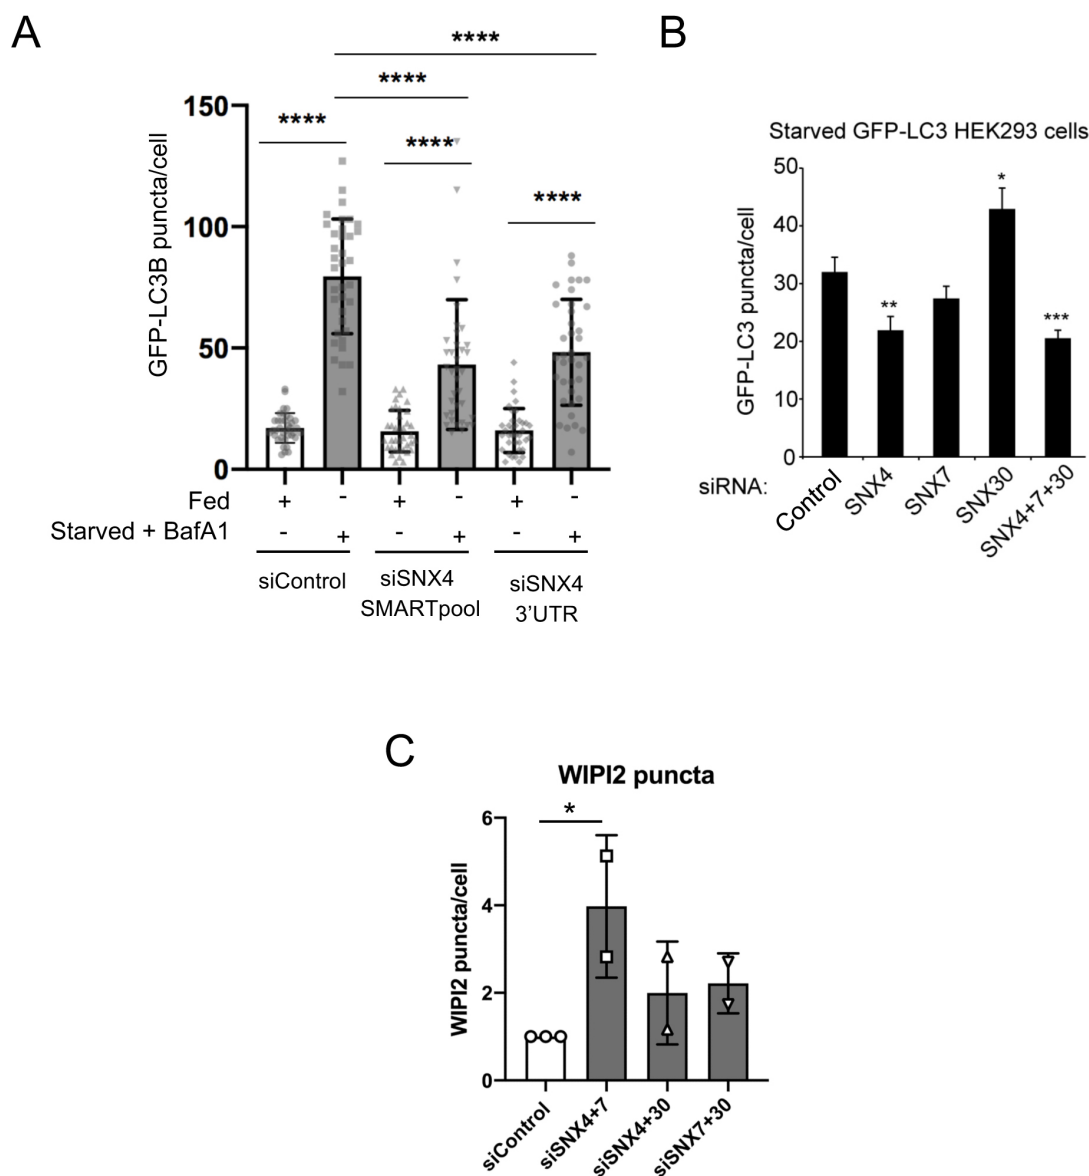 A
****
****
****
****
****
150
100
50
0
GFP-LC3B puncta/cell
Fed + - + - + -
Starved + BafA1 - + - + - +
siControl
siSNX4
SMARTpool
siSNX4
3'UTR
B
Starved GFP-LC3 HEK293 cells
50
40
30
20
10
0
GFP-LC3 puncta/cell
**
*
***
siRNA:
Control
SNX4
SNX7
SNX30
SNX4+7+30
C
WIPI2 puncta
*
6
4
2
0
WIPI2 puncta/cell
siControl
siSNX4+7
siSNX4+30
siSNX7+30